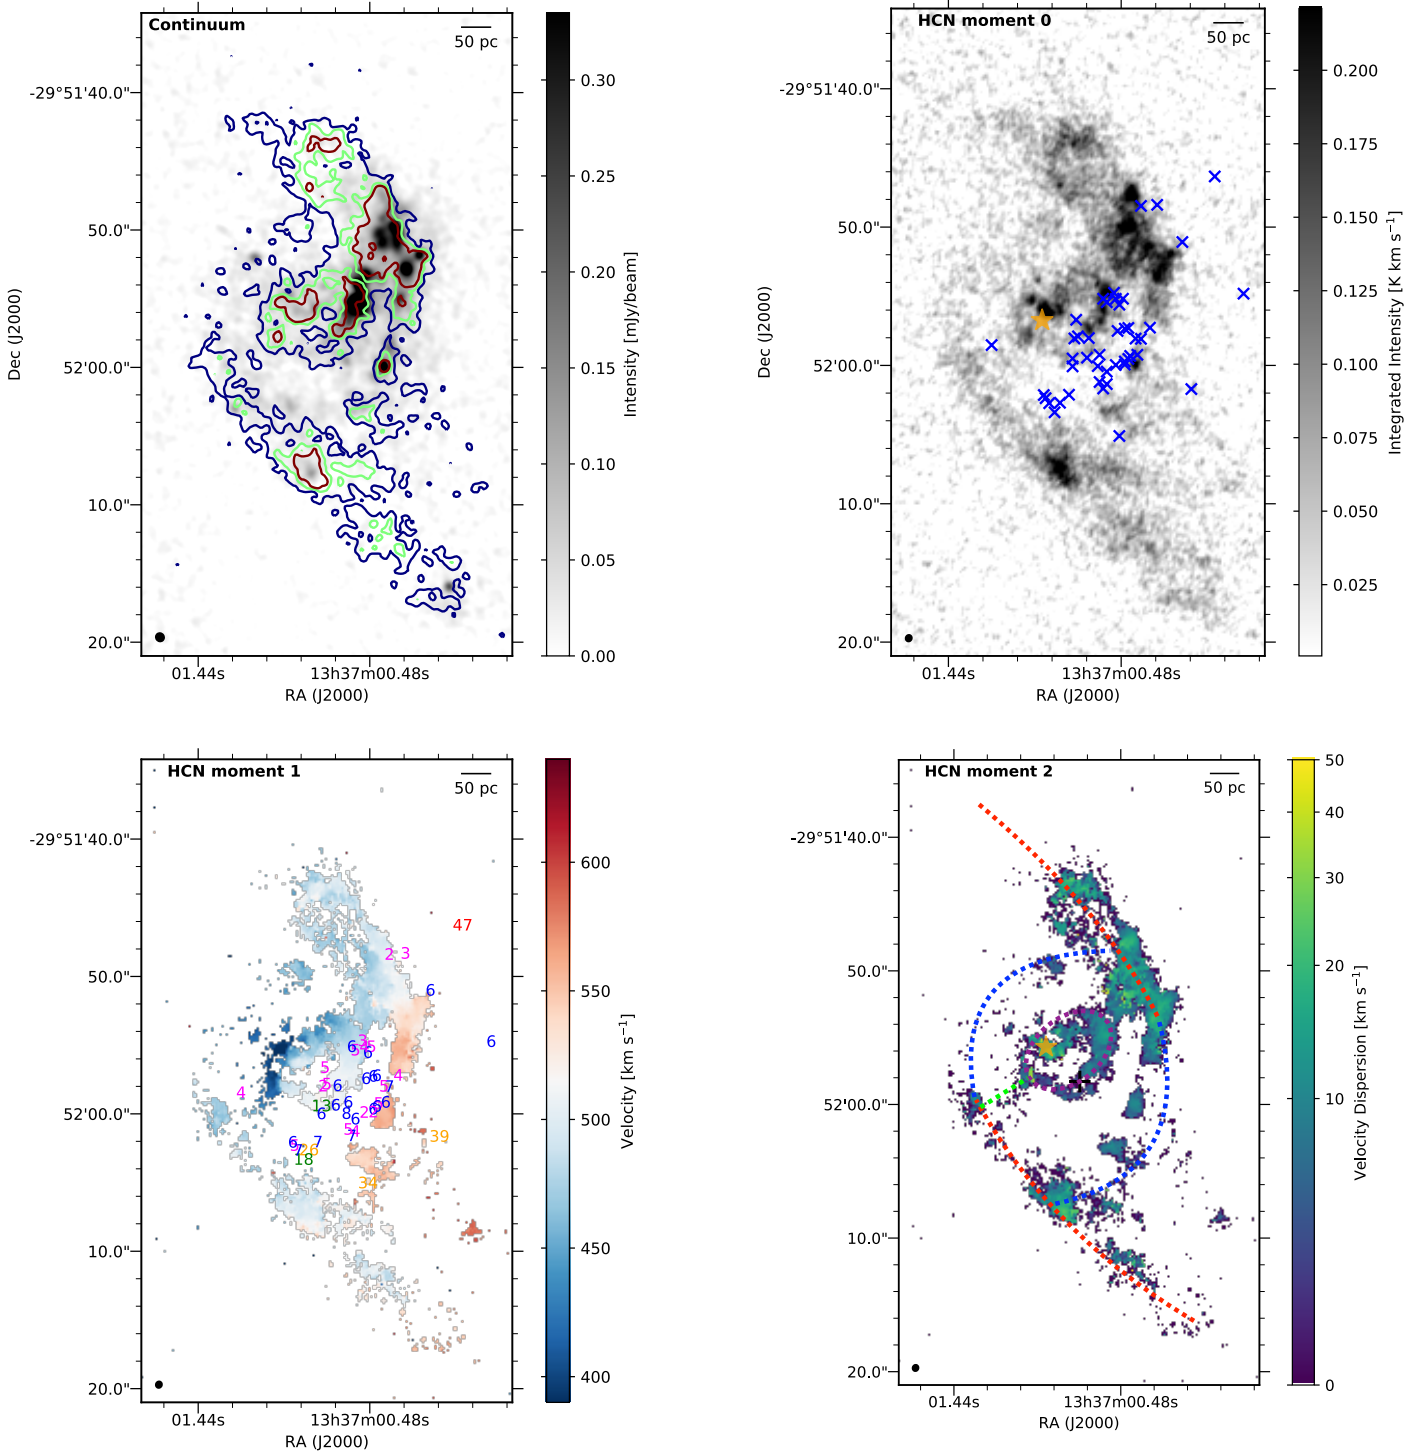 Continuum
50 pc
-29°51'40.0"
50.0"
52'00.0"
10.0"
20.0"
Dec (J2000)
01.44s
13h37m00.48s
RA (J2000)
0.30
0.25
0.20
0.15
0.10
0.05
0.00
Intensity [mJy/beam]
HCN moment 0
50 pc
-29°51'40.0"
50.0"
52'00.0"
10.0"
20.0"
Dec (J2000)
01.44s
13h37m00.48s
RA (J2000)
0.200
0.175
0.150
0.125
0.100
0.075
0.050
0.025
Integrated Intensity [K km s⁻¹]
HCN moment 1
50 pc
-29°51'40.0"
50.0"
52'00.0"
10.0"
20.0"
47
2 3
6
6
4
5
4
7
13
39
18
26
34
01.44s
13h37m00.48s
RA (J2000)
600
550
500
450
400
Velocity [km s⁻¹]
HCN moment 2
50 pc
-29°51'40.0"
50.0"
52'00.0"
10.0"
20.0"
01.44s
13h37m00.48s
RA (J2000)
50
40
30
20
10
0
Velocity Dispersion [km s⁻¹]